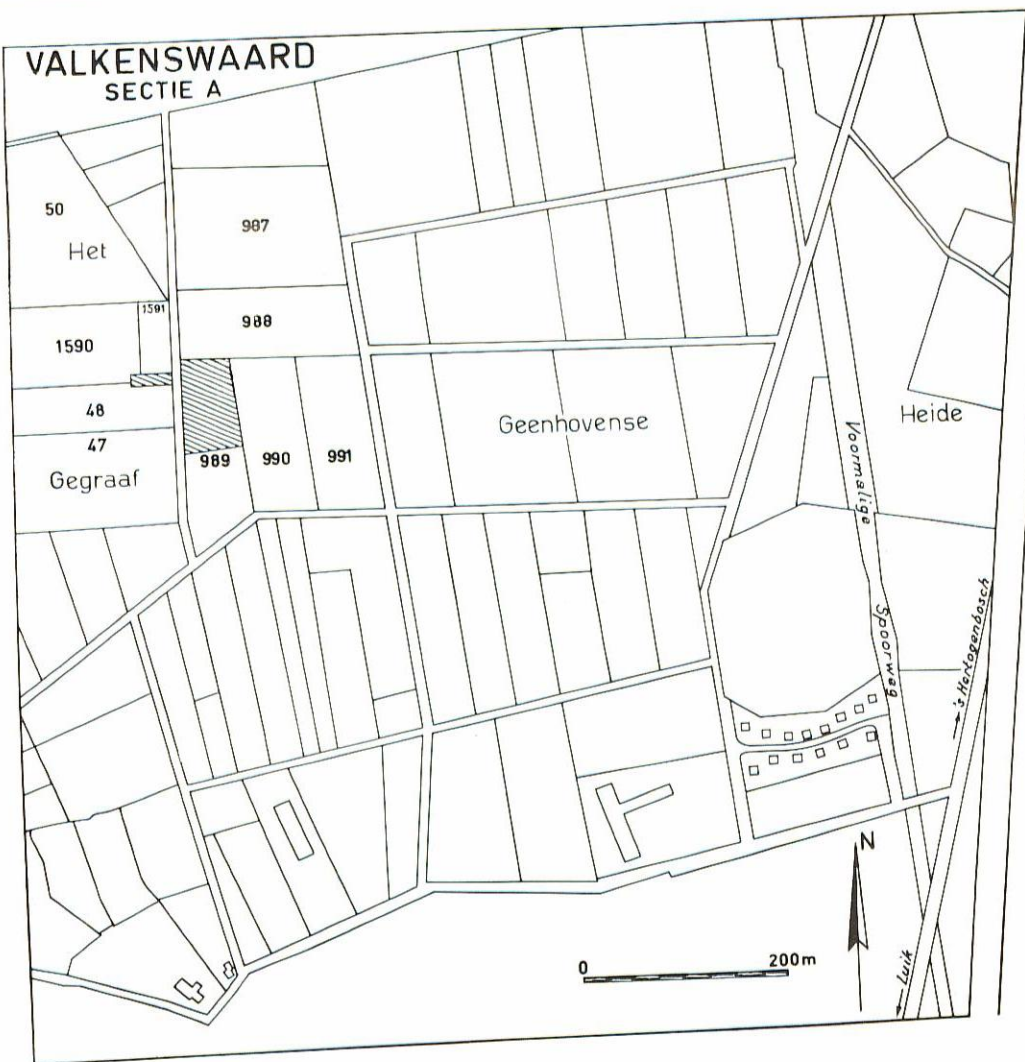 VALKENSWAARD
SECTIE A
50
Het
987
1591
1590
988
48
47
Gegraaf
989
990
991
Geenhovense
Heide
Voormalige
Spoorweg
's Hertogenbosch
N
0
200m
Luik